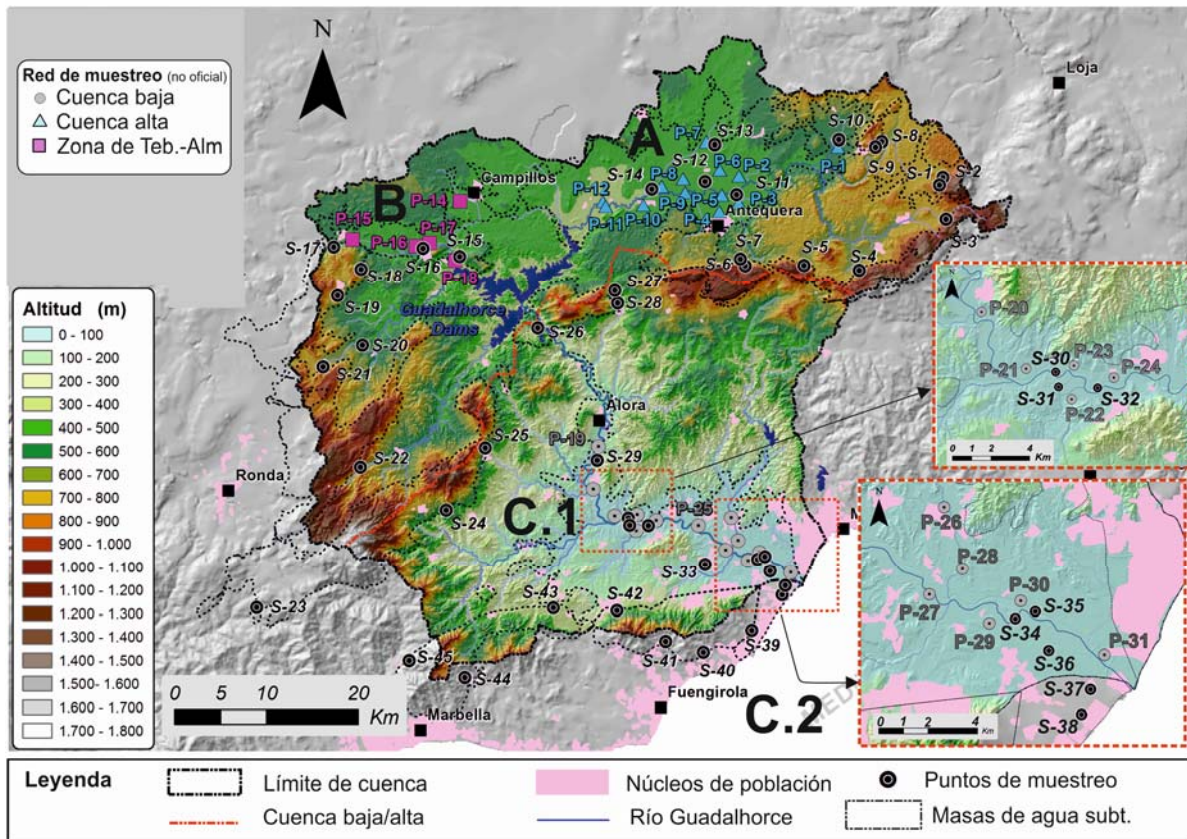 N
Red de muestreo (no oficial)
Cuenca baja
Cuenca alta
Zona de Teb.-Alm
Loja
A
P-7
S-13
S-10
S-8
P-1
S-9
S-12
P-6
P-2
S-1
S-2
S-14
P-8
S-11
P-12
P-9
P-5
P-3
P-11
P-10
P-4
Antequera
S-3
Campillos
B
P-14
P-15
P-17
P-16
S-15
S-17
S-16
P-18
S-18
S-7
S-6
S-5
S-4
S-19
S-27
S-28
Guadalhorce
Dams
S-26
S-20
S-21
Altitud (m)
0 - 100
100 - 200
200 - 300
300 - 400
400 - 500
500 - 600
600 - 700
700 - 800
800 - 900
900 - 1.000
1.000 - 1.100
1.100 - 1.200
1.200 - 1.300
1.300 - 1.400
1.400 - 1.500
1.500- 1.600
1.600 - 1.700
1.700 - 1.800
Alora
P-19
S-25
S-29
Ronda
S-22
S-24
C.1
P-25
M
S-33
S-23
S-43
S-42
S-39
S-41
S-40
S-45
S-44
Fuengirola
Marbella
C.2
MED
0 5 10 20
Km
P-20
P-21
S-30
P-23
P-24
S-31
S-32
P-22
0 1 2 4
Km
P-26
P-28
P-27
P-30
S-35
P-29
S-34
P-31
S-36
S-37
S-38
0 1 2 4
Km
Leyenda
Límite de cuenca
Núcleos de población
Puntos de muestreo
Cuenca baja/alta
Río Guadalhorce
Masas de agua subt.